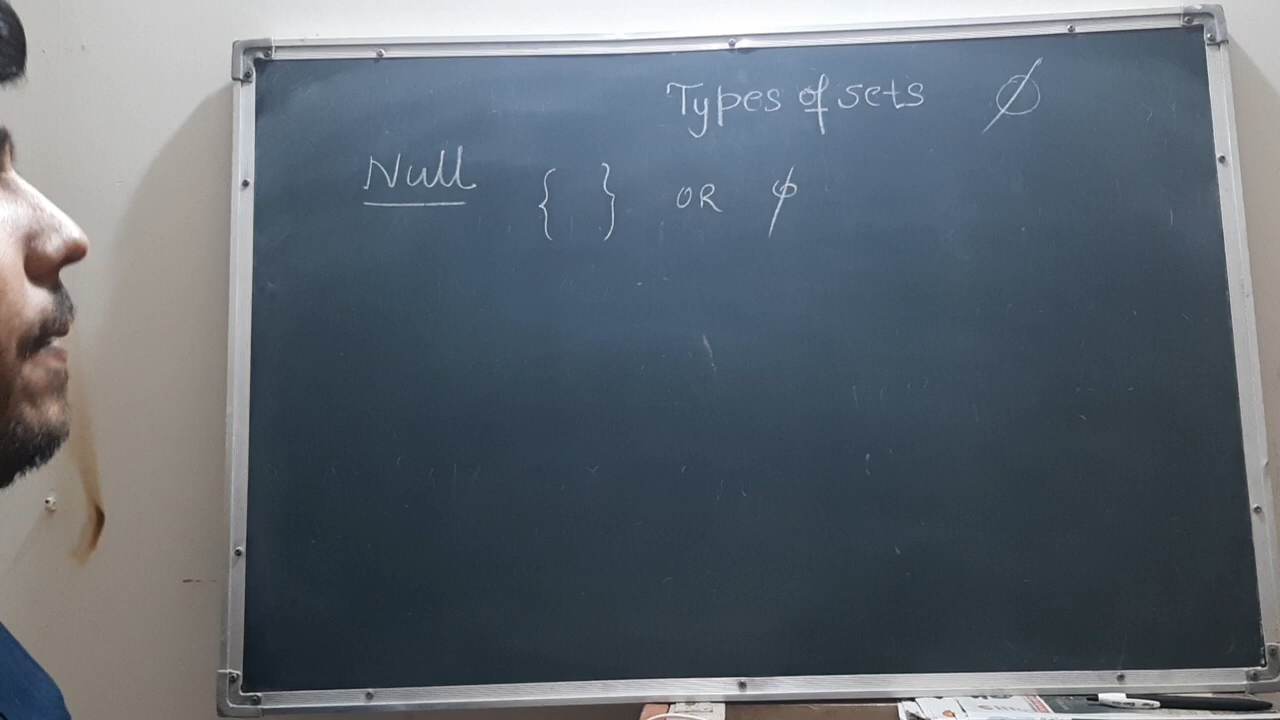 Types of sets ∅
Null { } OR ϕ